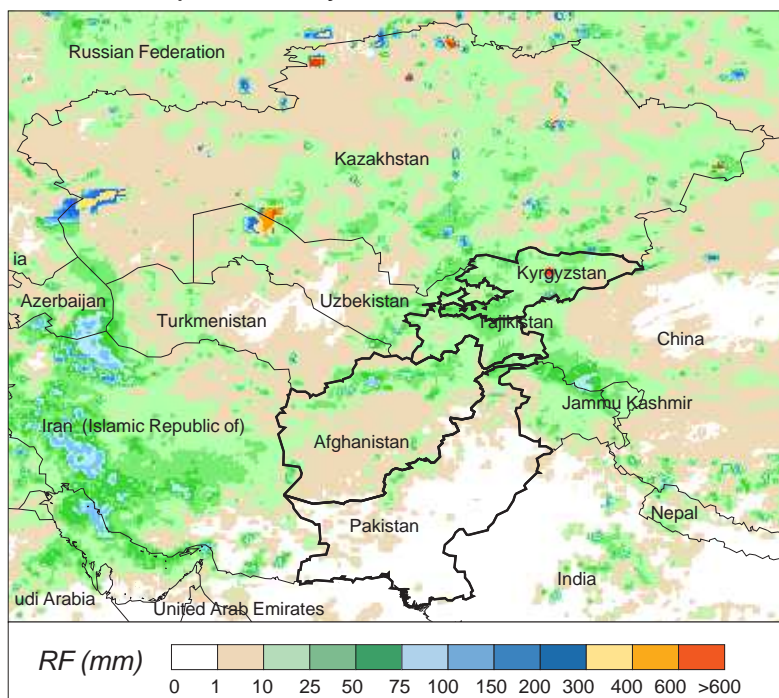 Russian Federation
Kazakhstan
ia
Kyrgyzstan
Azerbaijan
Uzbekistan
Turkmenistan
Tajikistan
China
Jammu Kashmir
Iran (Islamic Republic of)
Afghanistan
Nepal
Pakistan
India
udi Arabia
United Arab Emirates
RF (mm)
0 1 10 25 50 75 100 150 200 300 400 600 >600